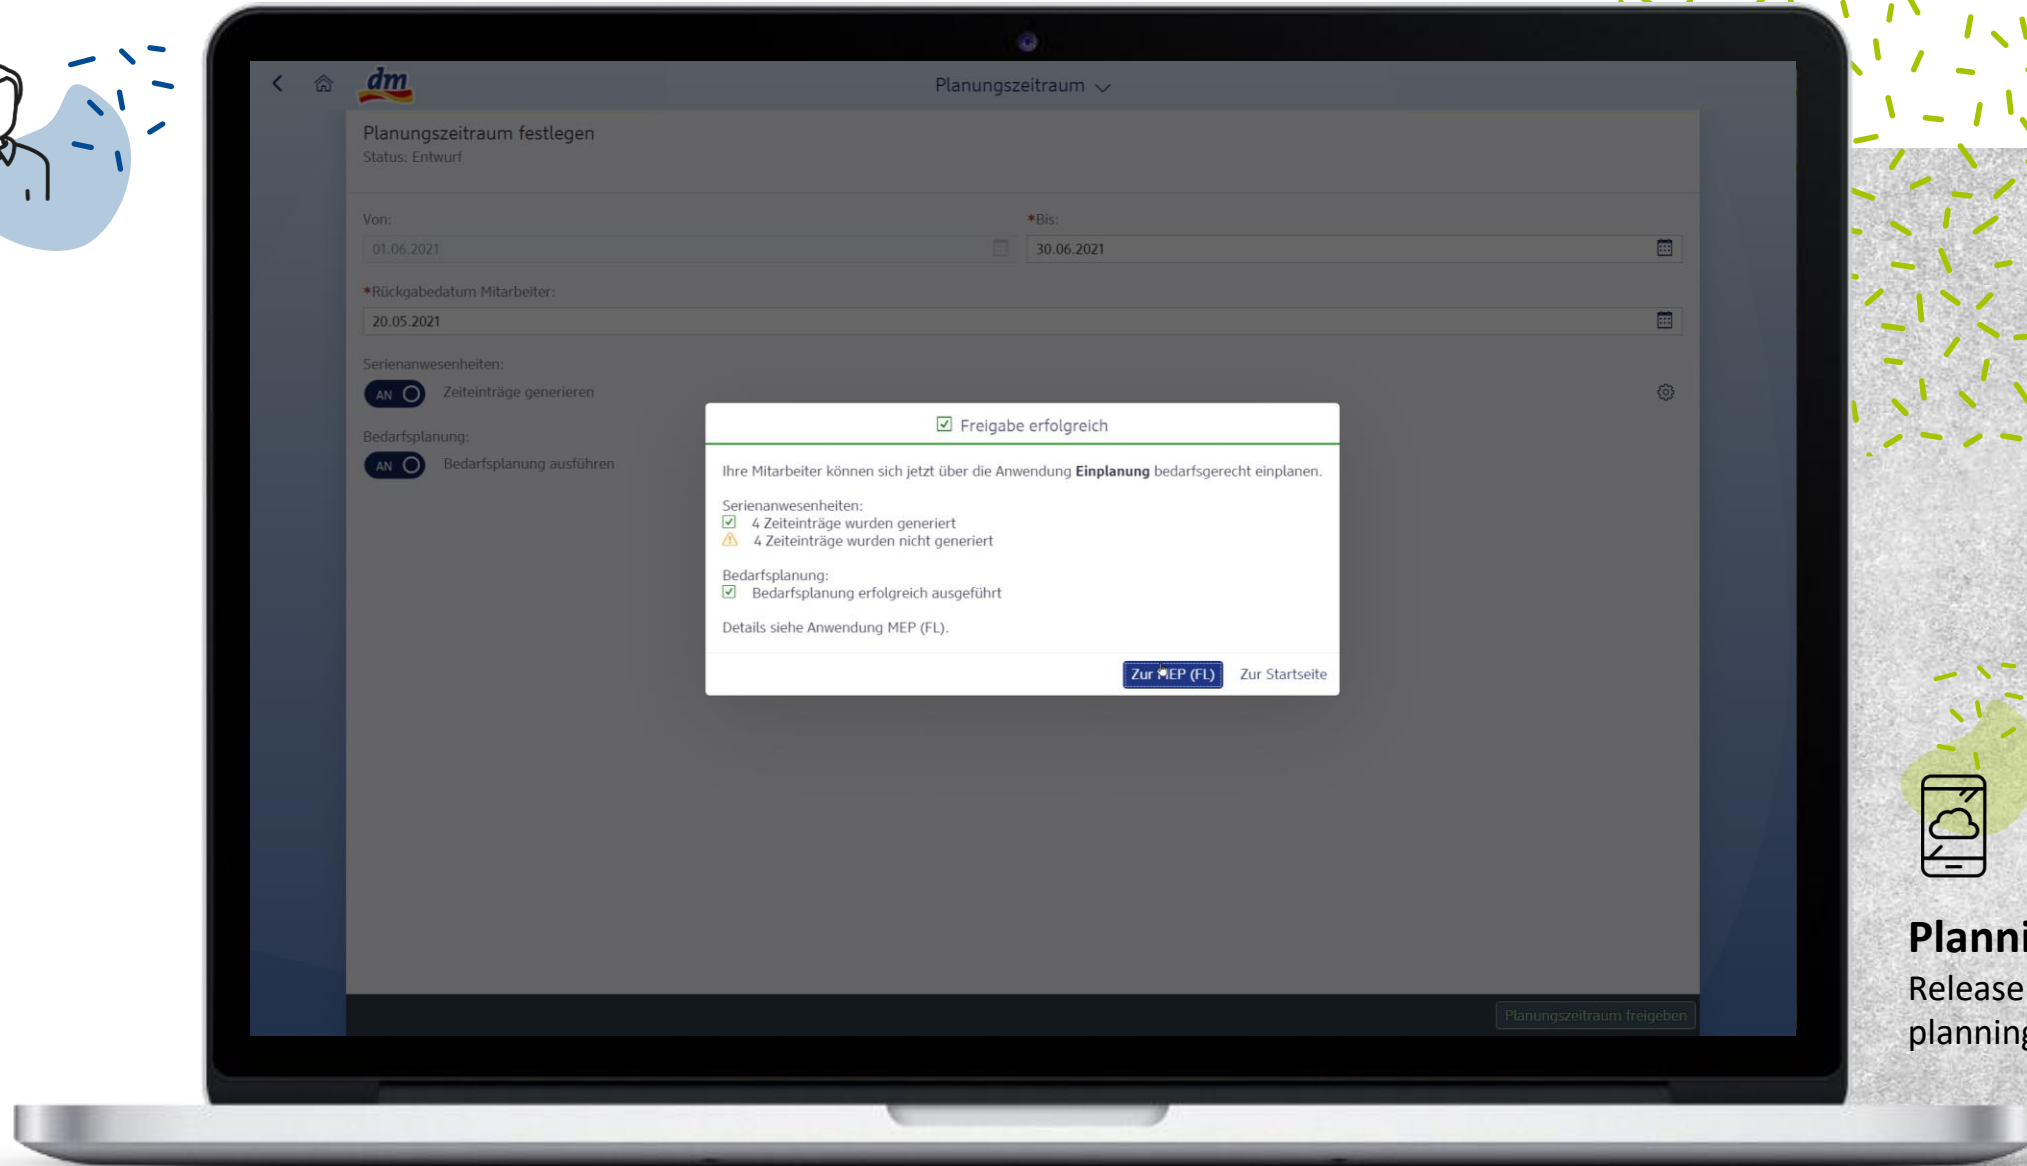 dm
Planungszeitraum
Planungszeitraum festlegen
Status: Entwurf
Von:
*Bis:
01.06.2021
30.06.2021
*Rückgabedatum Mitarbeiter:
20.05.2021
Serienanwesenheiten:
AN Zeiteinträge generieren
Bedarfsplanung:
AN Bedarfsplanung ausführen
Freigabe erfolgreich
Ihre Mitarbeiter können sich jetzt über die Anwendung Einplanung bedarfsgerecht einplanen.
Serienanwesenheiten:
4 Zeiteinträge wurden generiert
4 Zeiteinträge wurden nicht generiert
Bedarfsplanung:
Bedarfsplanung erfolgreich ausgeführt
Details siehe Anwendung MEP (FL).
Zur MEP (FL) Zur Startseite
Planungszeitraum freigeben
Release